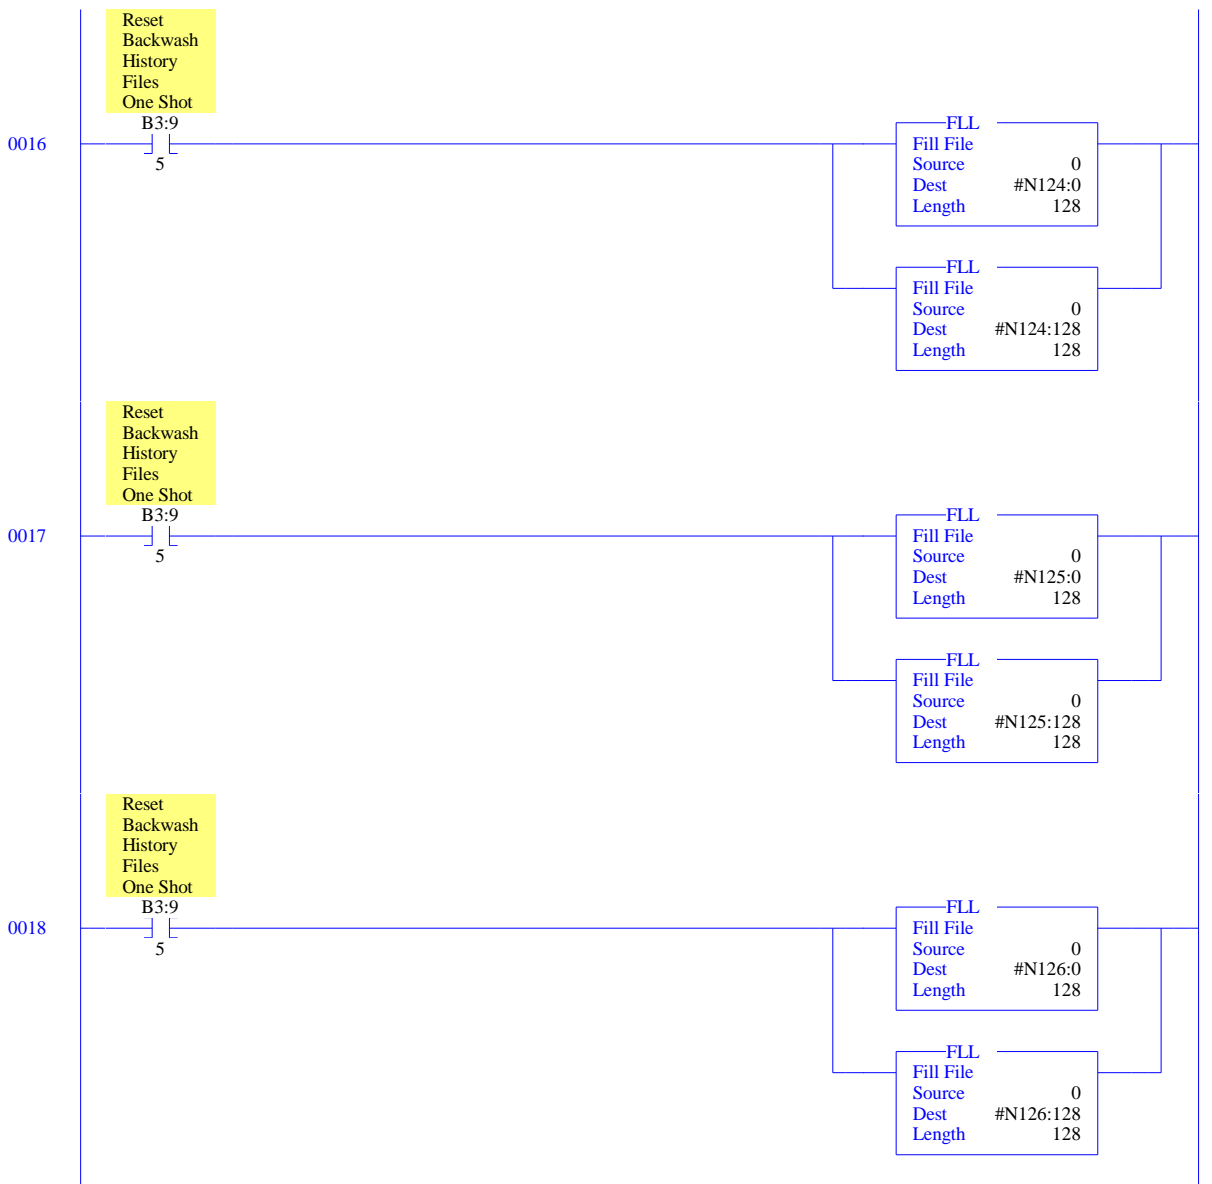 Reset
Backwash
History
Files
One Shot
B3:9
0016
5
FLL
Fill File
Source 0
Dest #N124:0
Length 128
FLL
Fill File
Source 0
Dest #N124:128
Length 128
Reset
Backwash
History
Files
One Shot
B3:9
0017
5
FLL
Fill File
Source 0
Dest #N125:0
Length 128
FLL
Fill File
Source 0
Dest #N125:128
Length 128
Reset
Backwash
History
Files
One Shot
B3:9
0018
5
FLL
Fill File
Source 0
Dest #N126:0
Length 128
FLL
Fill File
Source 0
Dest #N126:128
Length 128